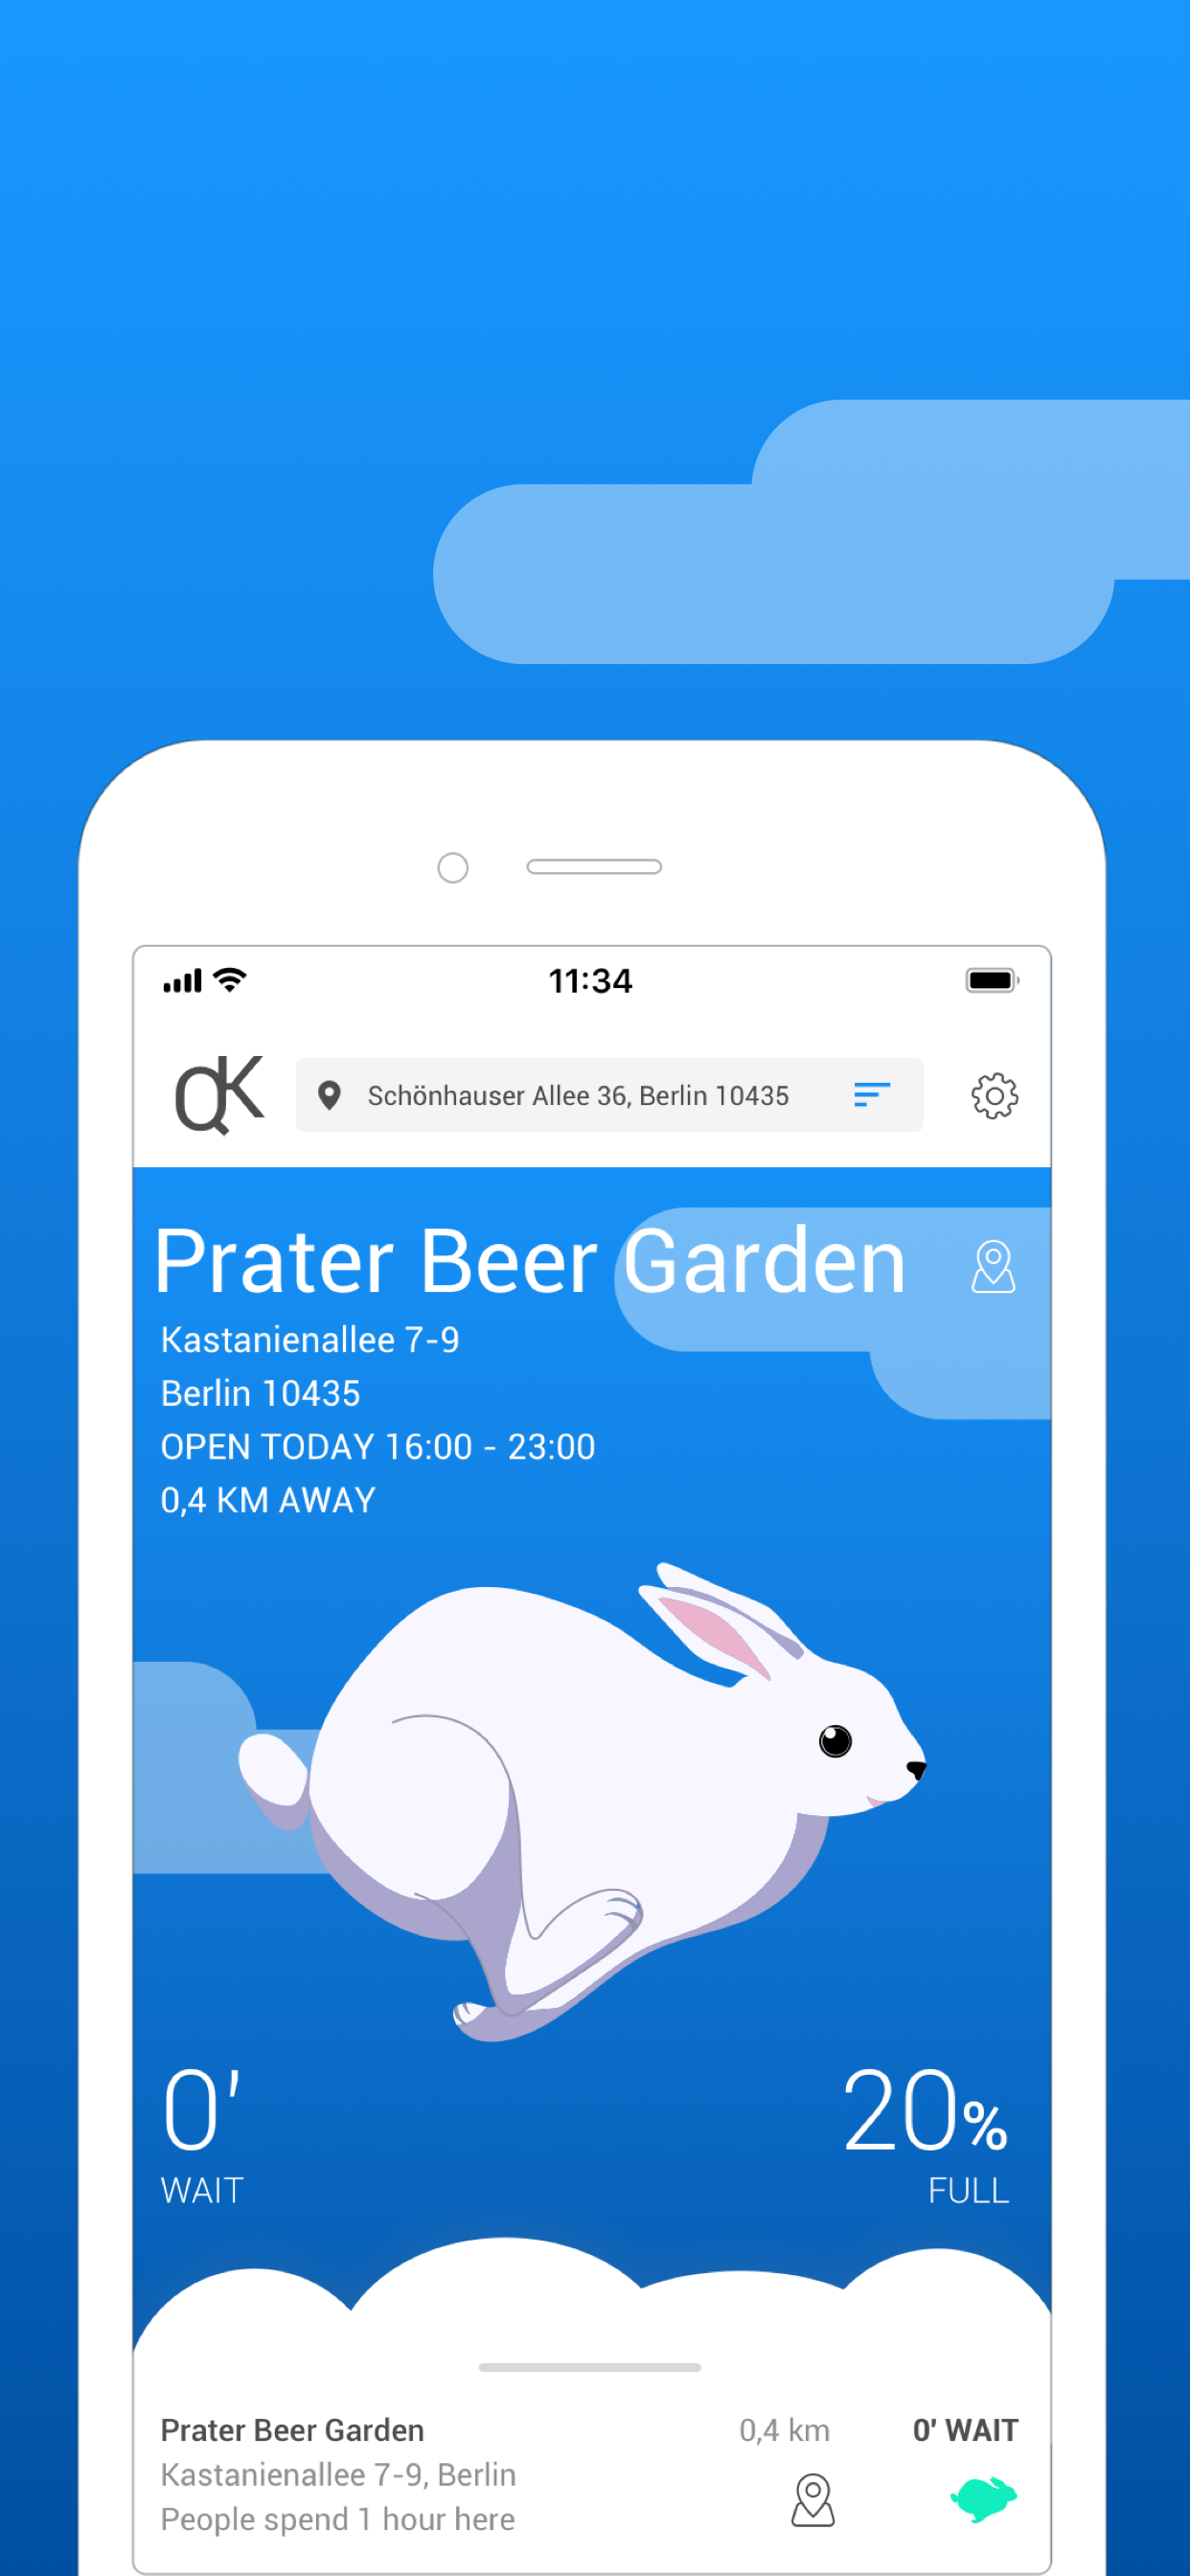 11:34
QK
Schönhauser Allee 36, Berlin 10435
Prater Beer Garden
Kastanienallee 7-9
Berlin 10435
OPEN TODAY 16:00 - 23:00
0,4 KM AWAY
0' 20%
WAIT FULL
Prater Beer Garden 0,4 km 0' WAIT
Kastanienallee 7-9, Berlin
People spend 1 hour here